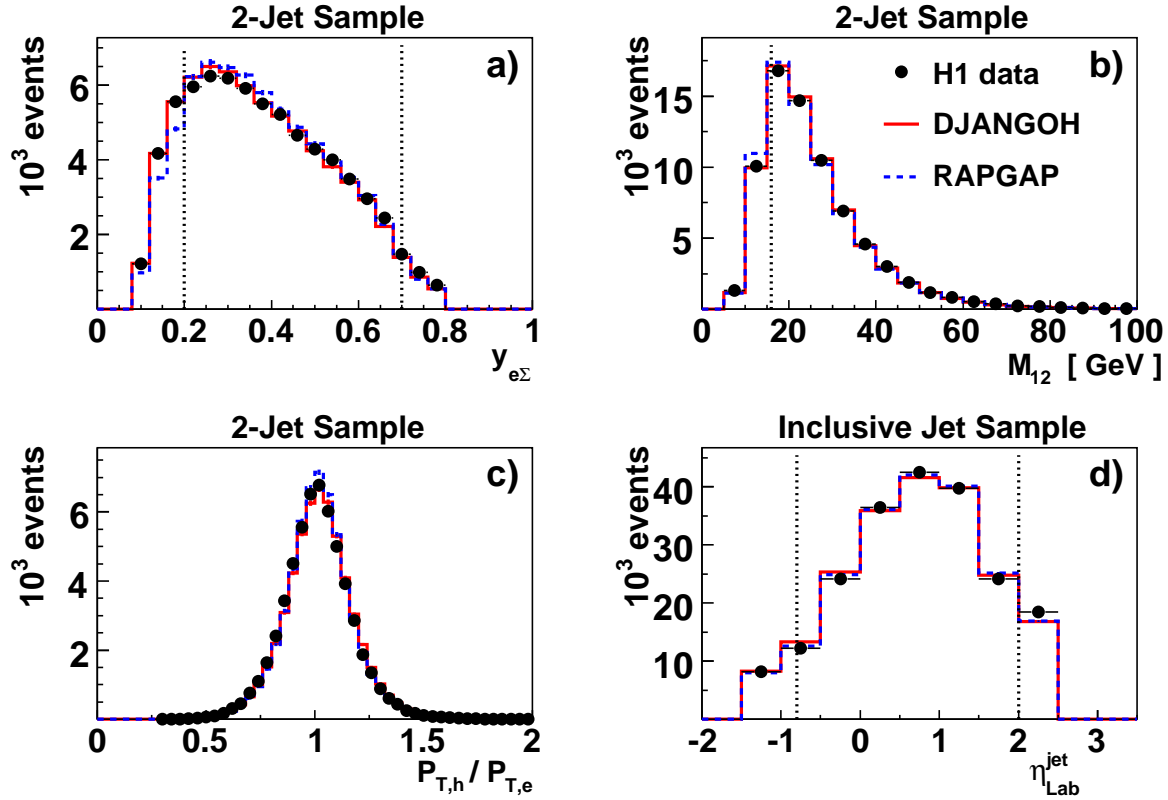 2-Jet Sample
a)
10³ events
6
4
2
0 0.2 0.4 0.6 0.8 1
y_eΣ
2-Jet Sample
b)
H1 data
DJANGOH
RAPGAP
10³ events
15
10
5
0 20 40 60 80 100
M₁₂ [ GeV ]
2-Jet Sample
c)
10³ events
6
4
2
0 0.5 1 1.5 2
P_T,h / P_T,e
Inclusive Jet Sample
d)
10³ events
40
30
20
10
-2 -1 0 1 2 3
η^jet_Lab